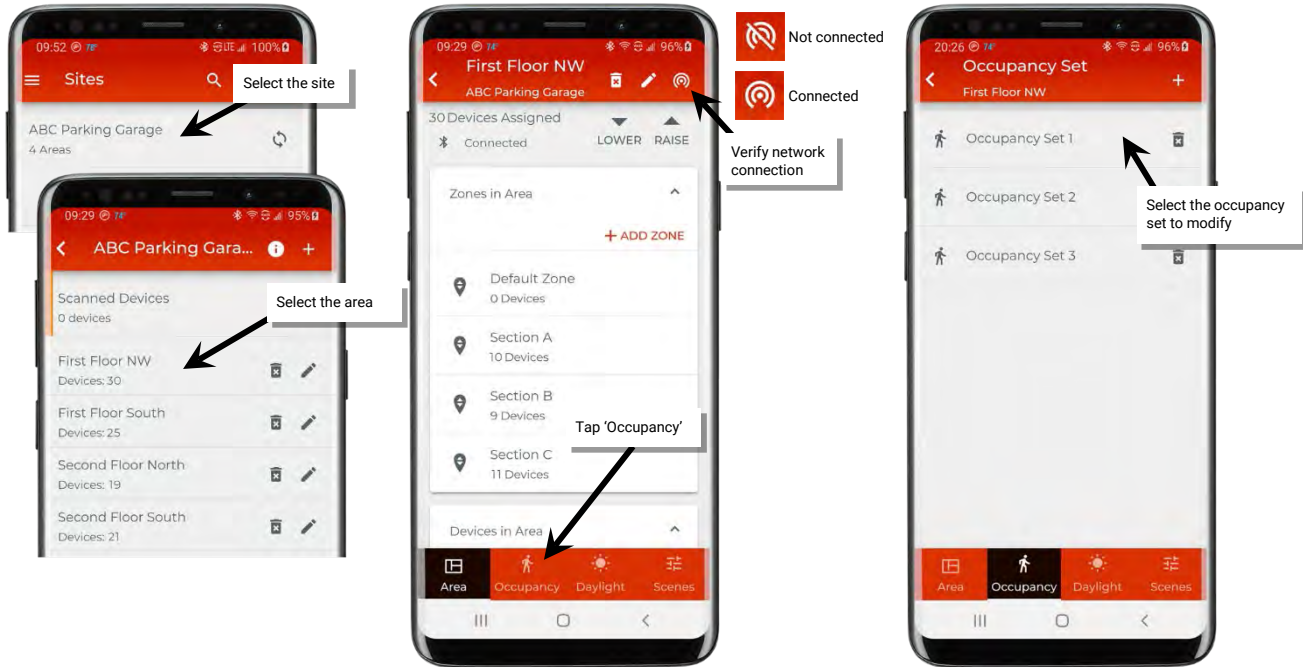 09:52 78° LTE 100%
Sites
Select the site
ABC Parking Garage
4 Areas
09:29 74° 95%
ABC Parking Gara...
Scanned Devices
0 devices
Select the area
First Floor NW
Devices: 30
First Floor South
Devices: 25
Second Floor North
Devices: 19
Second Floor South
Devices: 21
09:29 74° 96%
First Floor NW
ABC Parking Garage
30 Devices Assigned
Connected
LOWER RAISE
Zones in Area
+ ADD ZONE
Default Zone
0 Devices
Section A
10 Devices
Section B
9 Devices
Tap ‘Occupancy’
Section C
11 Devices
Devices in Area
Area Occupancy Daylight Scenes
Not connected
Connected
Verify network
connection
20:26 74° 96%
Occupancy Set
First Floor NW
Occupancy Set 1
Occupancy Set 2
Select the occupancy
set to modify
Occupancy Set 3
Area Occupancy Daylight Scenes